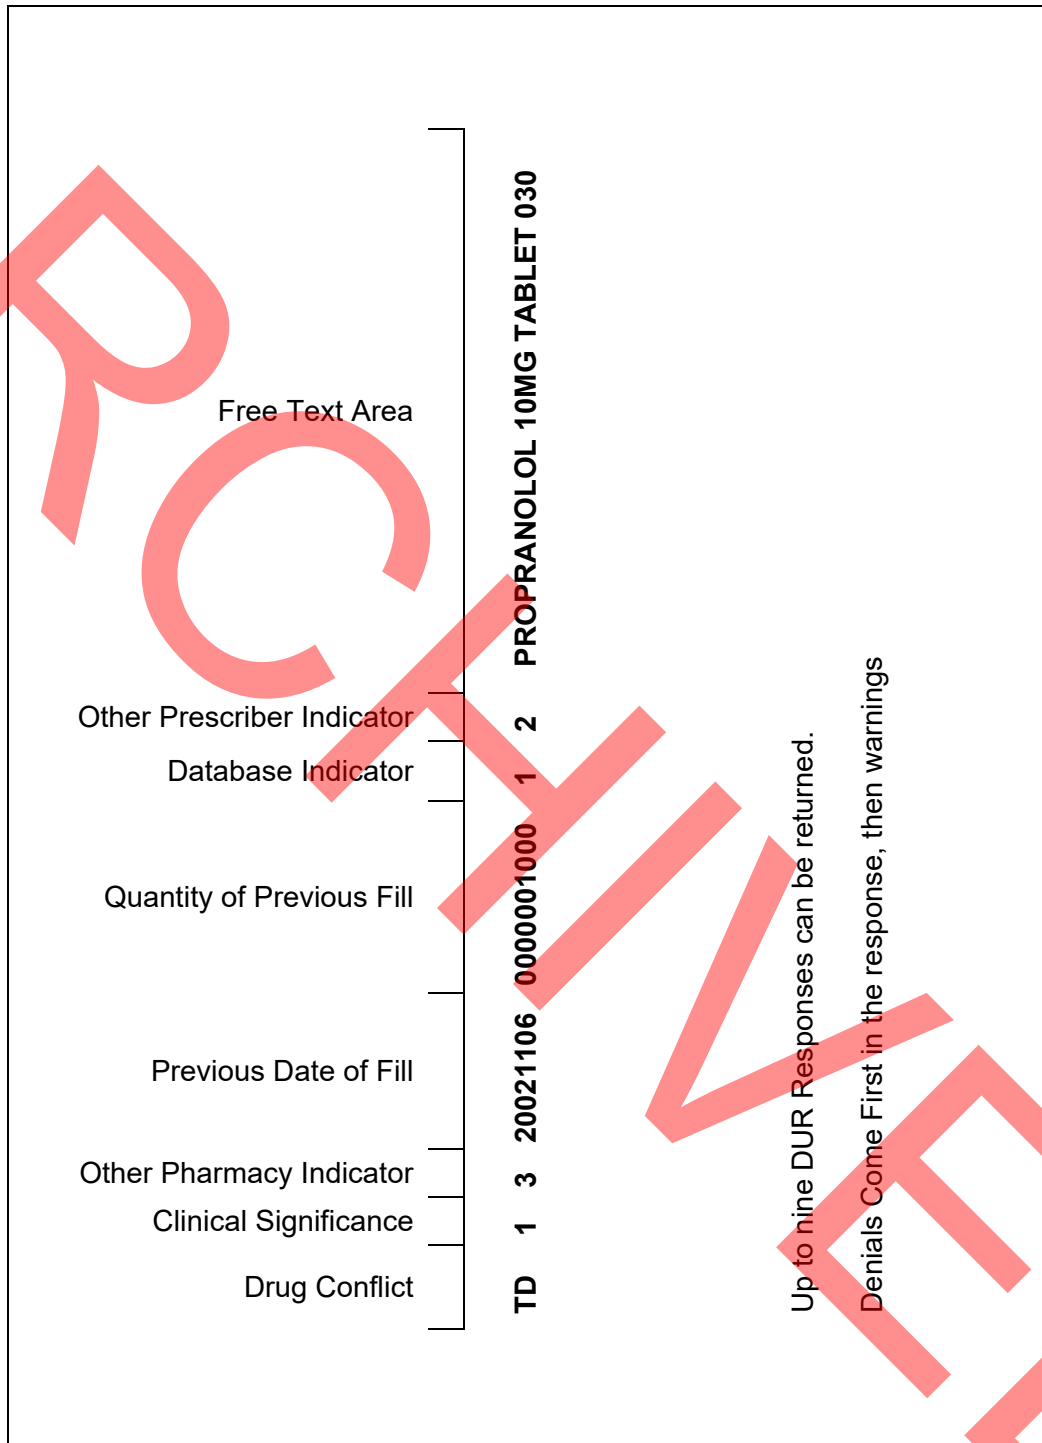 Free Text Area
Other Prescriber Indicator
Database Indicator
Quantity of Previous Fill
Previous Date of Fill
Other Pharmacy Indicator
Clinical Significance
Drug Conflict
TD 1 3 20021106 0000001000 1 2 PROPRANOLOL 10MG TABLET 030
Up to nine DUR Responses can be returned.
Denials Come First in the response, then warnings
RCHIVE